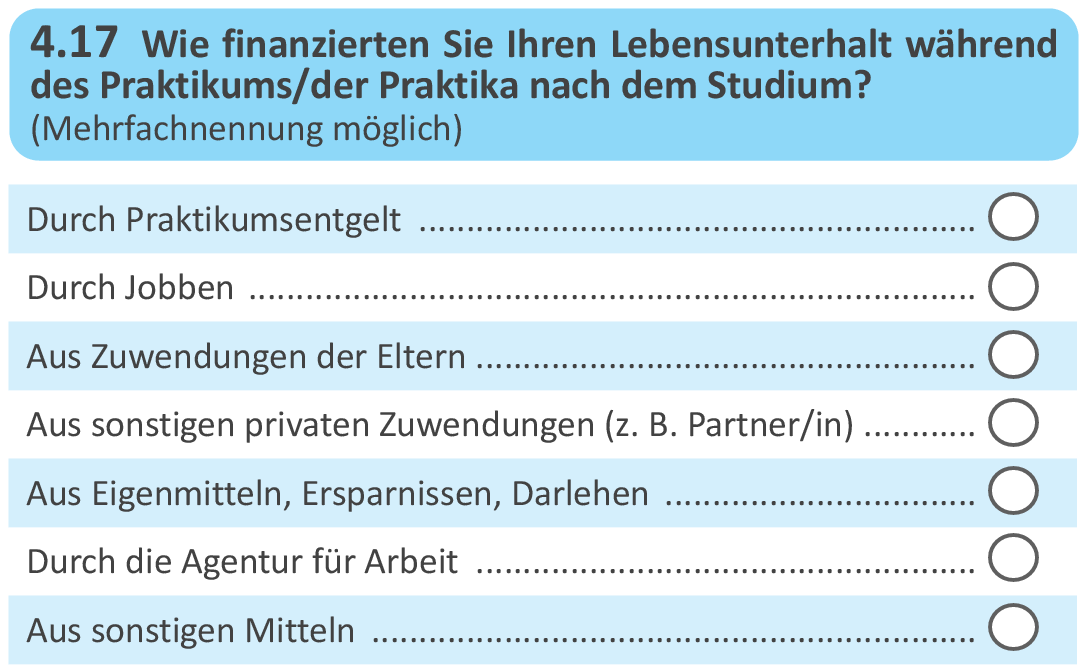 4.17 Wie finanzierten Sie Ihren Lebensunterhalt während
des Praktikums/der Praktika nach dem Studium?
(Mehrfachnennung möglich)
Durch Praktikumsentgelt ............................................................
Durch Jobben ..............................................................................
Aus Zuwendungen der Eltern ......................................................
Aus sonstigen privaten Zuwendungen (z. B. Partner/in) ............
Aus Eigenmitteln, Ersparnissen, Darlehen .................................
Durch die Agentur für Arbeit ......................................................
Aus sonstigen Mitteln .................................................................